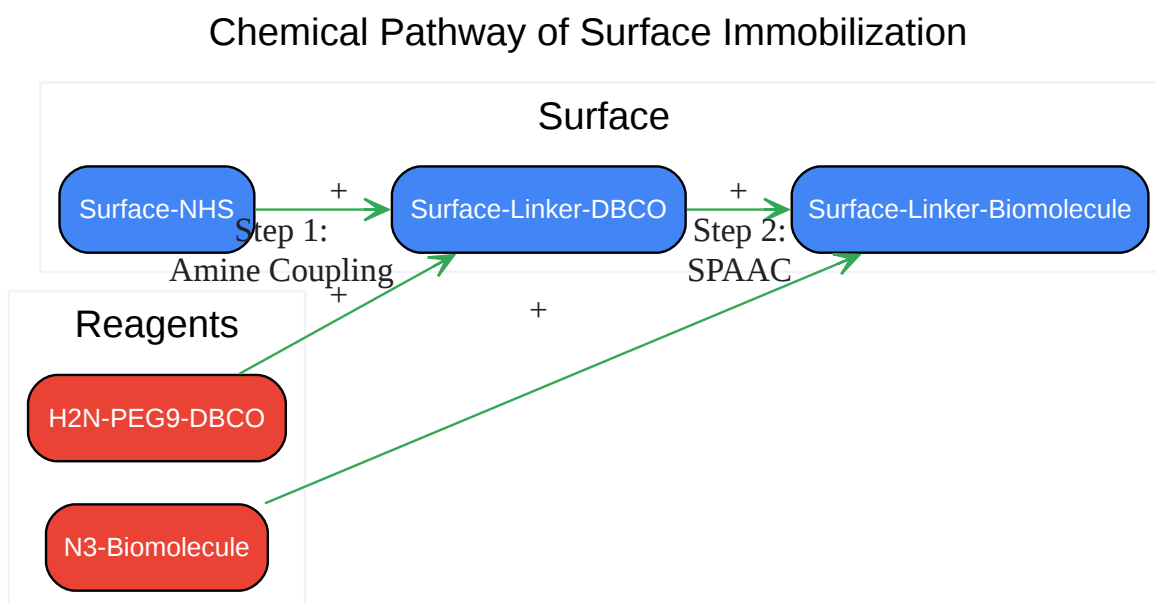 Chemical Pathway of Surface Immobilization
Surface
Surface-NHS
+
Step 1:
Amine Coupling
Surface-Linker-DBCO
+
Step 2:
SPAAC
Surface-Linker-Biomolecule
+
+
Reagents
H2N-PEG9-DBCO
N3-Biomolecule